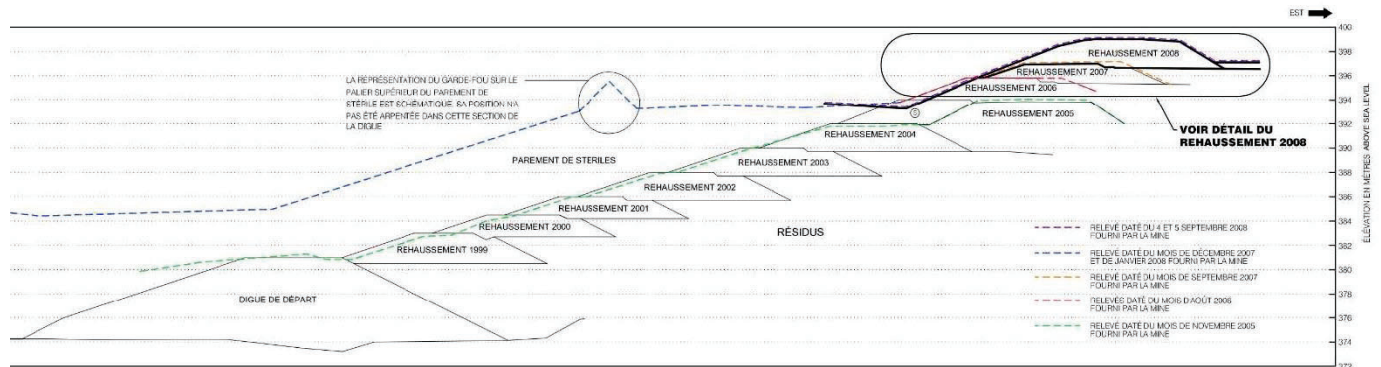 EST
400
398
396
394
392
390
388
386
384
382
380
378
376
374
372
ÉLÉVATION EN MÈTRES ABOVE SEA LEVEL
LA REPRÉSENTATION DU GARDE-FOU SUR LE
PALIER SUPÉRIEUR DU PAREMENT DE
STÉRILE EST SCHÉMATIQUE. SA POSITION N'A
PAS ÉTÉ ARPENTÉE DANS CETTE SECTION DE
LA DIGUE
REHAUSSEMENT 2008
REHAUSSEMENT 2007
REHAUSSEMENT 2006
REHAUSSEMENT 2005
REHAUSSEMENT 2004
VOIR DÉTAIL DU
REHAUSSEMENT 2008
PAREMENT DE STÉRILES
REHAUSSEMENT 2003
REHAUSSEMENT 2002
REHAUSSEMENT 2001
REHAUSSEMENT 2000
REHAUSSEMENT 1999
RÉSIDUS
DIGUE DE DÉPART
RELEVÉ DATÉ DU 4 ET 5 SEPTEMBRE 2008
FOURNI PAR LA MINE
RELEVÉ DATÉ DU MOIS DE DÉCEMBRE 2007
ET DE JANVIER 2008 FOURNI PAR LA MINE
RELEVÉ DATÉ DU MOIS DE SEPTEMBRE 2007
FOURNI PAR LA MINE
RELEVÉS DATÉ DU MOIS D'AOÛT 2006
FOURNI PAR LA MINE
RELEVÉ DATÉ DU MOIS DE NOVEMBRE 2005
FOURNI PAR LA MINE